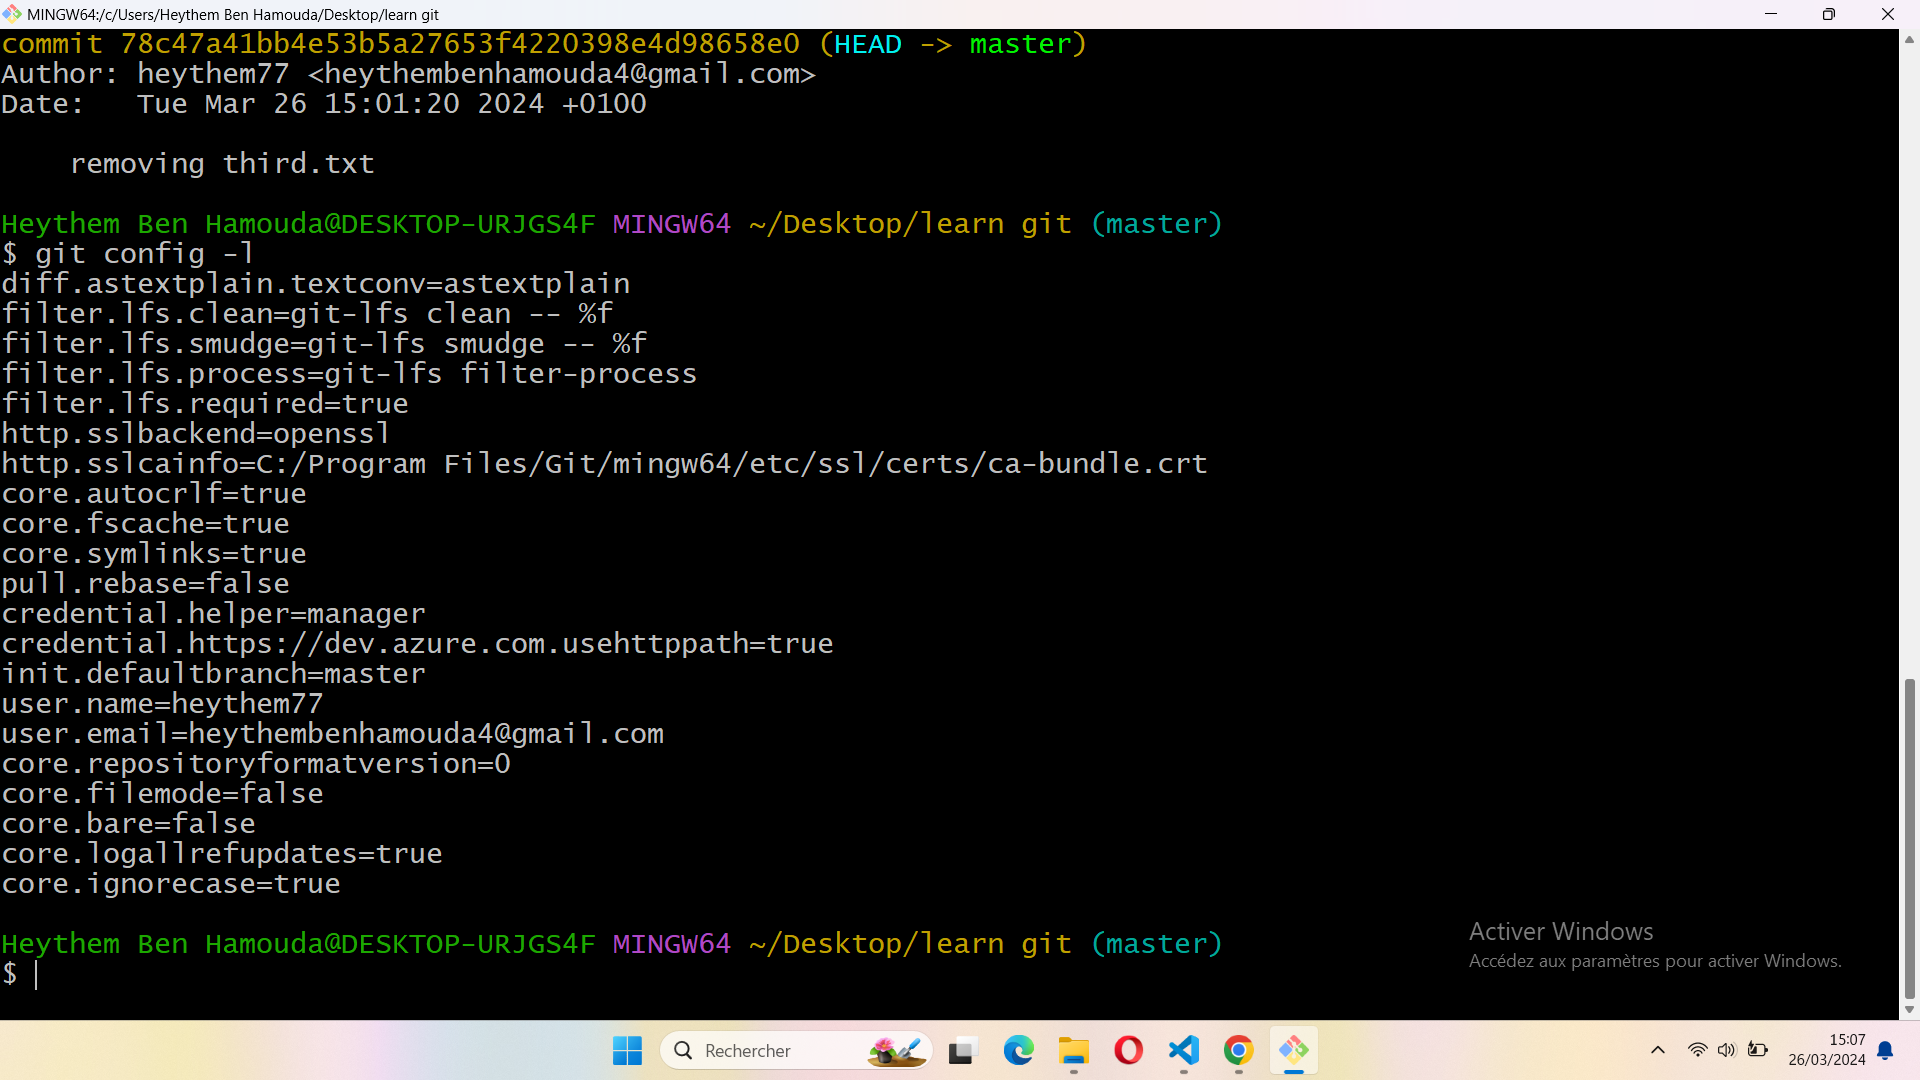 MINGW64:/c/Users/Heythem Ben Hamouda/Desktop/learn git
commit 78c47a41bb4e53b5a27653f4220398e4d98658e0 (HEAD -> master)
Author: heythem77 <heythembenhamouda4@gmail.com>
Date:   Tue Mar 26 15:01:20 2024 +0100
    removing third.txt
Heythem Ben Hamouda@DESKTOP-URJGS4F MINGW64 ~/Desktop/learn git (master)
$ git config -l
diff.astextplain.textconv=astextplain
filter.lfs.clean=git-lfs clean -- %f
filter.lfs.smudge=git-lfs smudge -- %f
filter.lfs.process=git-lfs filter-process
filter.lfs.required=true
http.sslbackend=openssl
http.sslcainfo=C:/Program Files/Git/mingw64/etc/ssl/certs/ca-bundle.crt
core.autocrlf=true
core.fscache=true
core.symlinks=true
pull.rebase=false
credential.helper=manager
credential.https://dev.azure.com.usehttppath=true
init.defaultbranch=master
user.name=heythem77
user.email=heythembenhamouda4@gmail.com
core.repositoryformatversion=0
core.filemode=false
core.bare=false
core.logallrefupdates=true
core.ignorecase=true
Heythem Ben Hamouda@DESKTOP-URJGS4F MINGW64 ~/Desktop/learn git (master)
$
Activer Windows
Accédez aux paramètres pour activer Windows.
Rechercher
15:07
26/03/2024